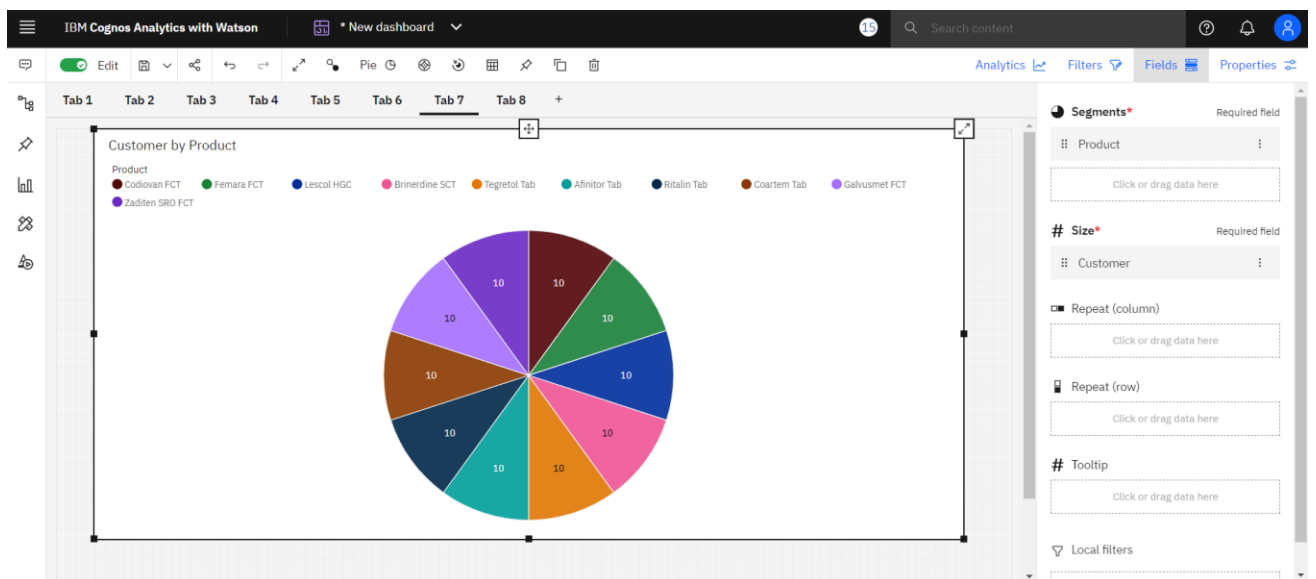 IBM Cognos Analytics with Watson
* New dashboard
15
Search content
Edit
Pie
Analytics
Filters
Fields
Properties
Tab 1
Tab 2
Tab 3
Tab 4
Tab 5
Tab 6
Tab 7
Tab 8
+
Customer by Product
Product
Codiovan FCT
Femara FCT
Lescol HGC
Brinerdine SCT
Tegretol Tab
Afinitor Tab
Ritalin Tab
Coartem Tab
Galvusmet FCT
Zaditen SRO FCT
10
10
10
10
10
10
10
10
10
10
Segments*
Required field
Product
Click or drag data here
# Size*
Required field
Customer
Repeat (column)
Click or drag data here
Repeat (row)
Click or drag data here
# Tooltip
Click or drag data here
Local filters